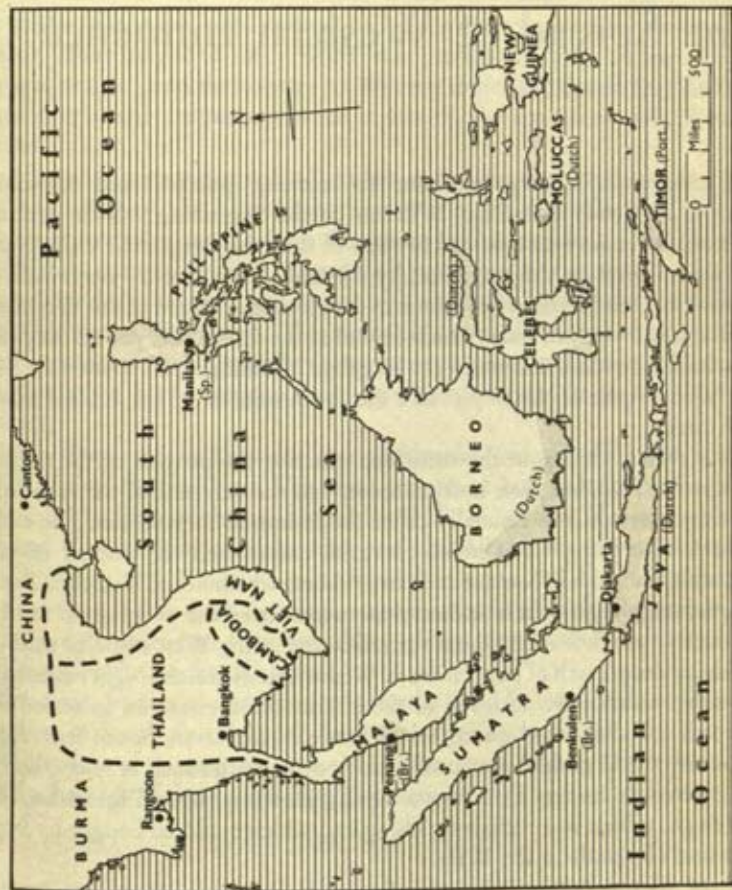 Pacific
Ocean
N
CHINA
Canton
BURMA
Rangoon
THAILAND
Bangkok
CAMBODIA
VIET NAM
South
China
Sea
Manila
(Sp.)
PHILIPPINE Is
MALAYA
Penang
(Br.)
SUMATRA
Benkulen
(Br.)
BORNEO
(Dutch)
(Dutch)
CELEBES
MOLUCCAS
(Dutch)
NEW
GUINEA
Djakarta
JAVA (Dutch)
TIMOR (Port.)
Indian
Ocean
0 Miles 500